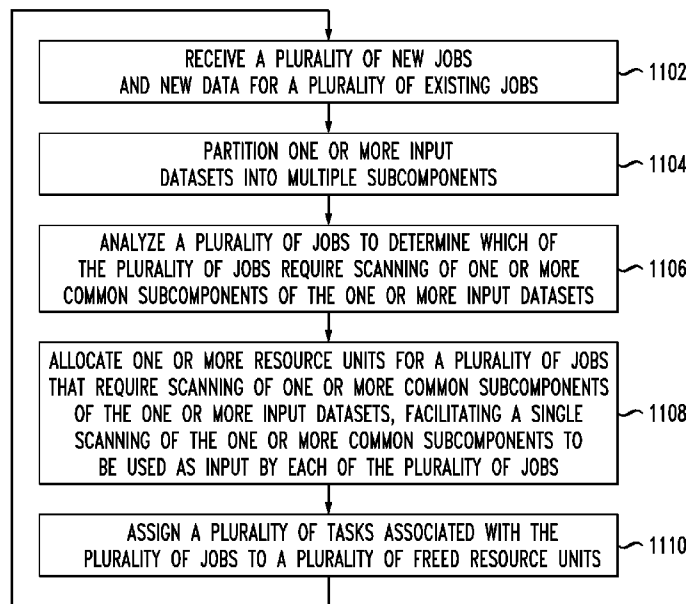 RECEIVE A PLURALITY OF NEW JOBS
AND NEW DATA FOR A PLURALITY OF EXISTING JOBS
1102
PARTITION ONE OR MORE INPUT
DATASETS INTO MULTIPLE SUBCOMPONENTS
1104
ANALYZE A PLURALITY OF JOBS TO DETERMINE WHICH OF
THE PLURALITY OF JOBS REQUIRE SCANNING OF ONE OR MORE
COMMON SUBCOMPONENTS OF THE ONE OR MORE INPUT DATASETS
1106
ALLOCATE ONE OR MORE RESOURCE UNITS FOR A PLURALITY OF JOBS
THAT REQUIRE SCANNING OF ONE OR MORE COMMON SUBCOMPONENTS
OF THE ONE OR MORE INPUT DATASETS, FACILITATING A SINGLE
SCANNING OF THE ONE OR MORE COMMON SUBCOMPONENTS TO
BE USED AS INPUT BY EACH OF THE PLURALITY OF JOBS
1108
ASSIGN A PLURALITY OF TASKS ASSOCIATED WITH THE
PLURALITY OF JOBS TO A PLURALITY OF FREED RESOURCE UNITS
1110